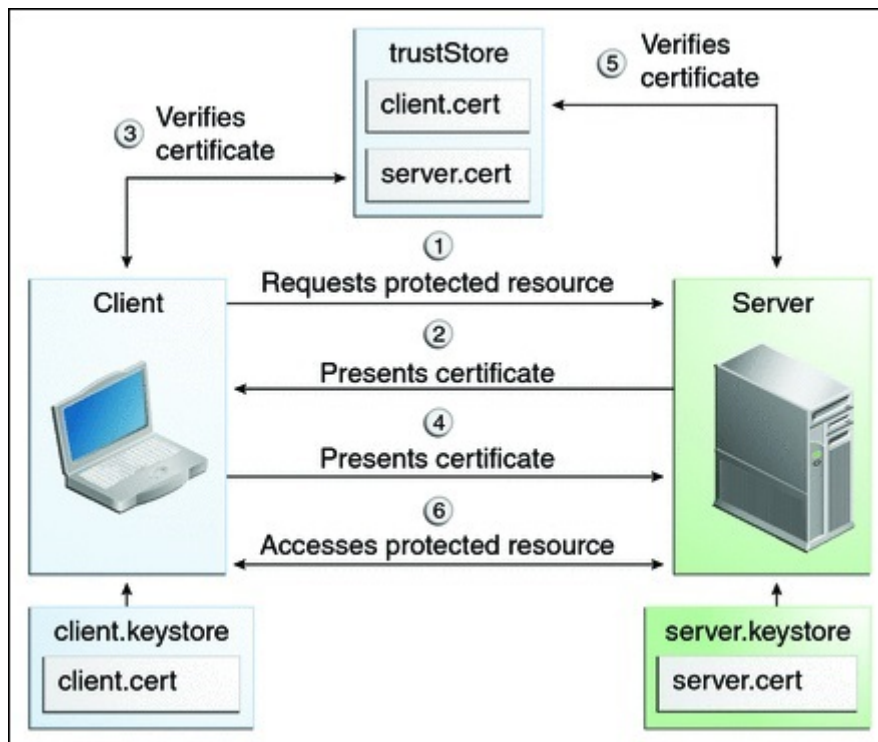 trustStore
client.cert
server.cert
5
Verifies
certificate
3
Verifies
certificate
1
Requests protected resource
Client
Server
2
Presents certificate
4
Presents certificate
6
Accesses protected resource
client.keystore
client.cert
server.keystore
server.cert